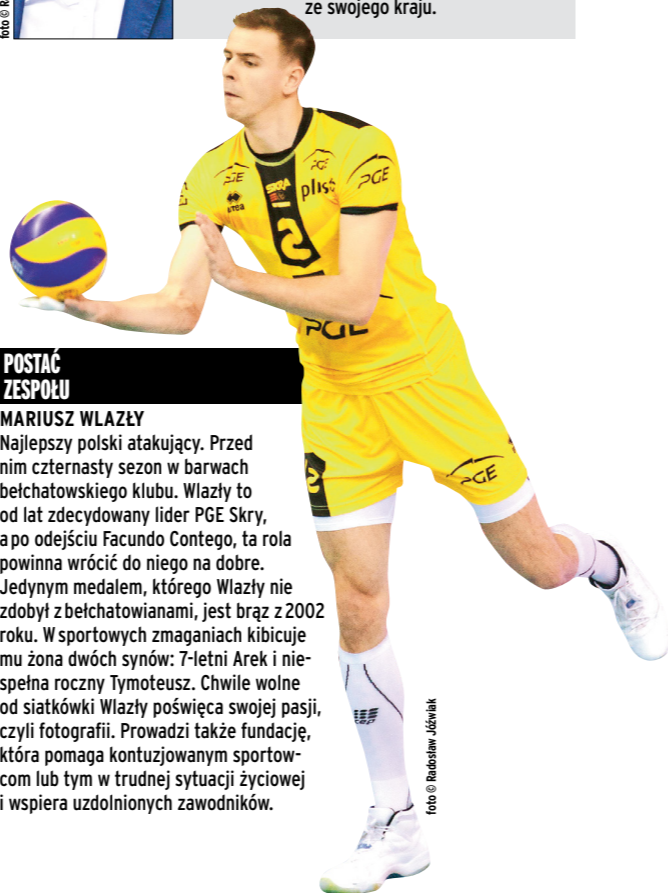 ze swojego kraju.
PGE
PGE
SKRA
plus
PGE
PGE
POSTAĆ
ZESPOŁU
MARIUSZ WLAZŁY
Najlepszy polski atakujący. Przed
nim czternasty sezon w barwach
bełchatowskiego klubu. Wlazły to
od lat zdecydowany lider PGE Skry,
a po odejściu Facundo Contego, ta rola
powinna wrócić do niego na dobre.
Jedynym medalem, którego Wlazły nie
zdobył z bełchatowianami, jest brąz z 2002
roku. W sportowych zmaganiach kibicuje
mu żona dwóch synów: 7-letni Arek i nie-
spełna roczny Tymoteusz. Chwile wolne
od siatkówki Wlazły poświęca swojej pasji,
czyli fotografii. Prowadzi także fundację,
która pomaga kontuzjowanym sportow-
com lub tym w trudnej sytuacji życiowej
i wspiera uzdolnionych zawodników.
foto © Radosław Jóźwiak
foto ©